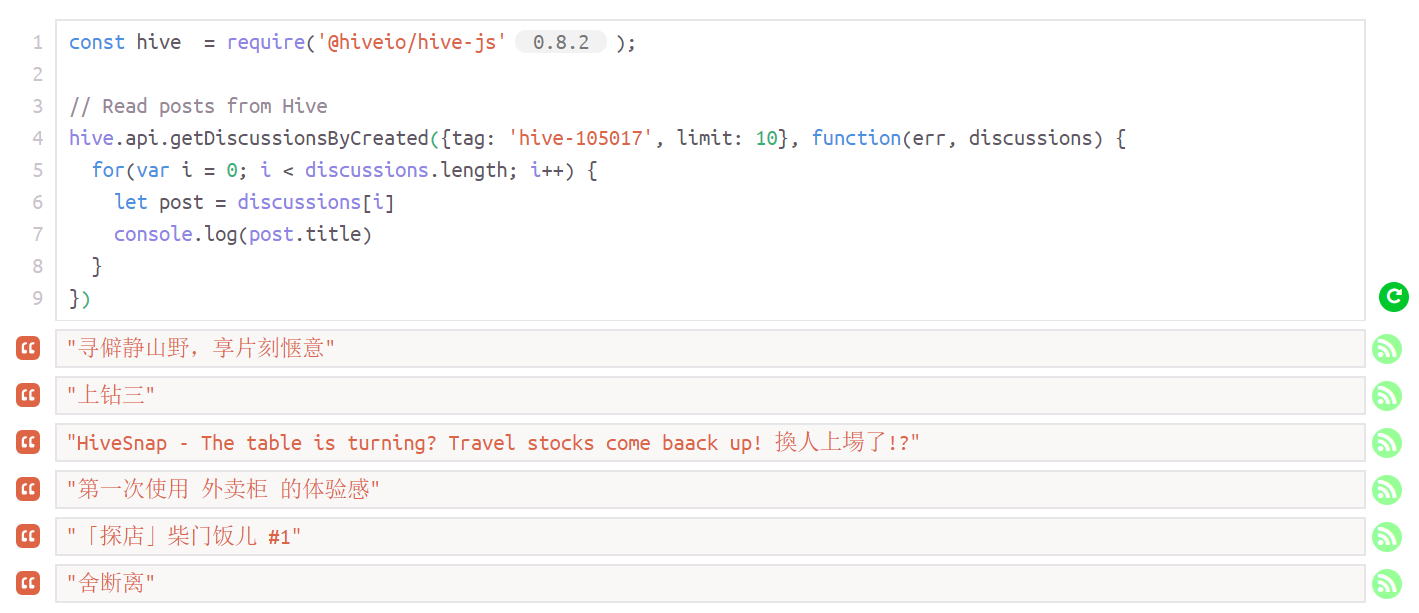 1 const hive  = require('@hiveio/hive-js' 0.8.2 );
2
3 // Read posts from Hive
4 hive.api.getDiscussionsByCreated({tag: 'hive-105017', limit: 10}, function(err, discussions) {
5   for(var i = 0; i < discussions.length; i++) {
6     let post = discussions[i]
7     console.log(post.title)
8   }
9 })
"寻僻静山野，享片刻惬意"
"上钻三"
"HiveSnap - The table is turning? Travel stocks come baack up! 換人上場了!?"
"第一次使用 外卖柜 的体验感"
"「探店」柴门饭儿 #1"
"舍断离"